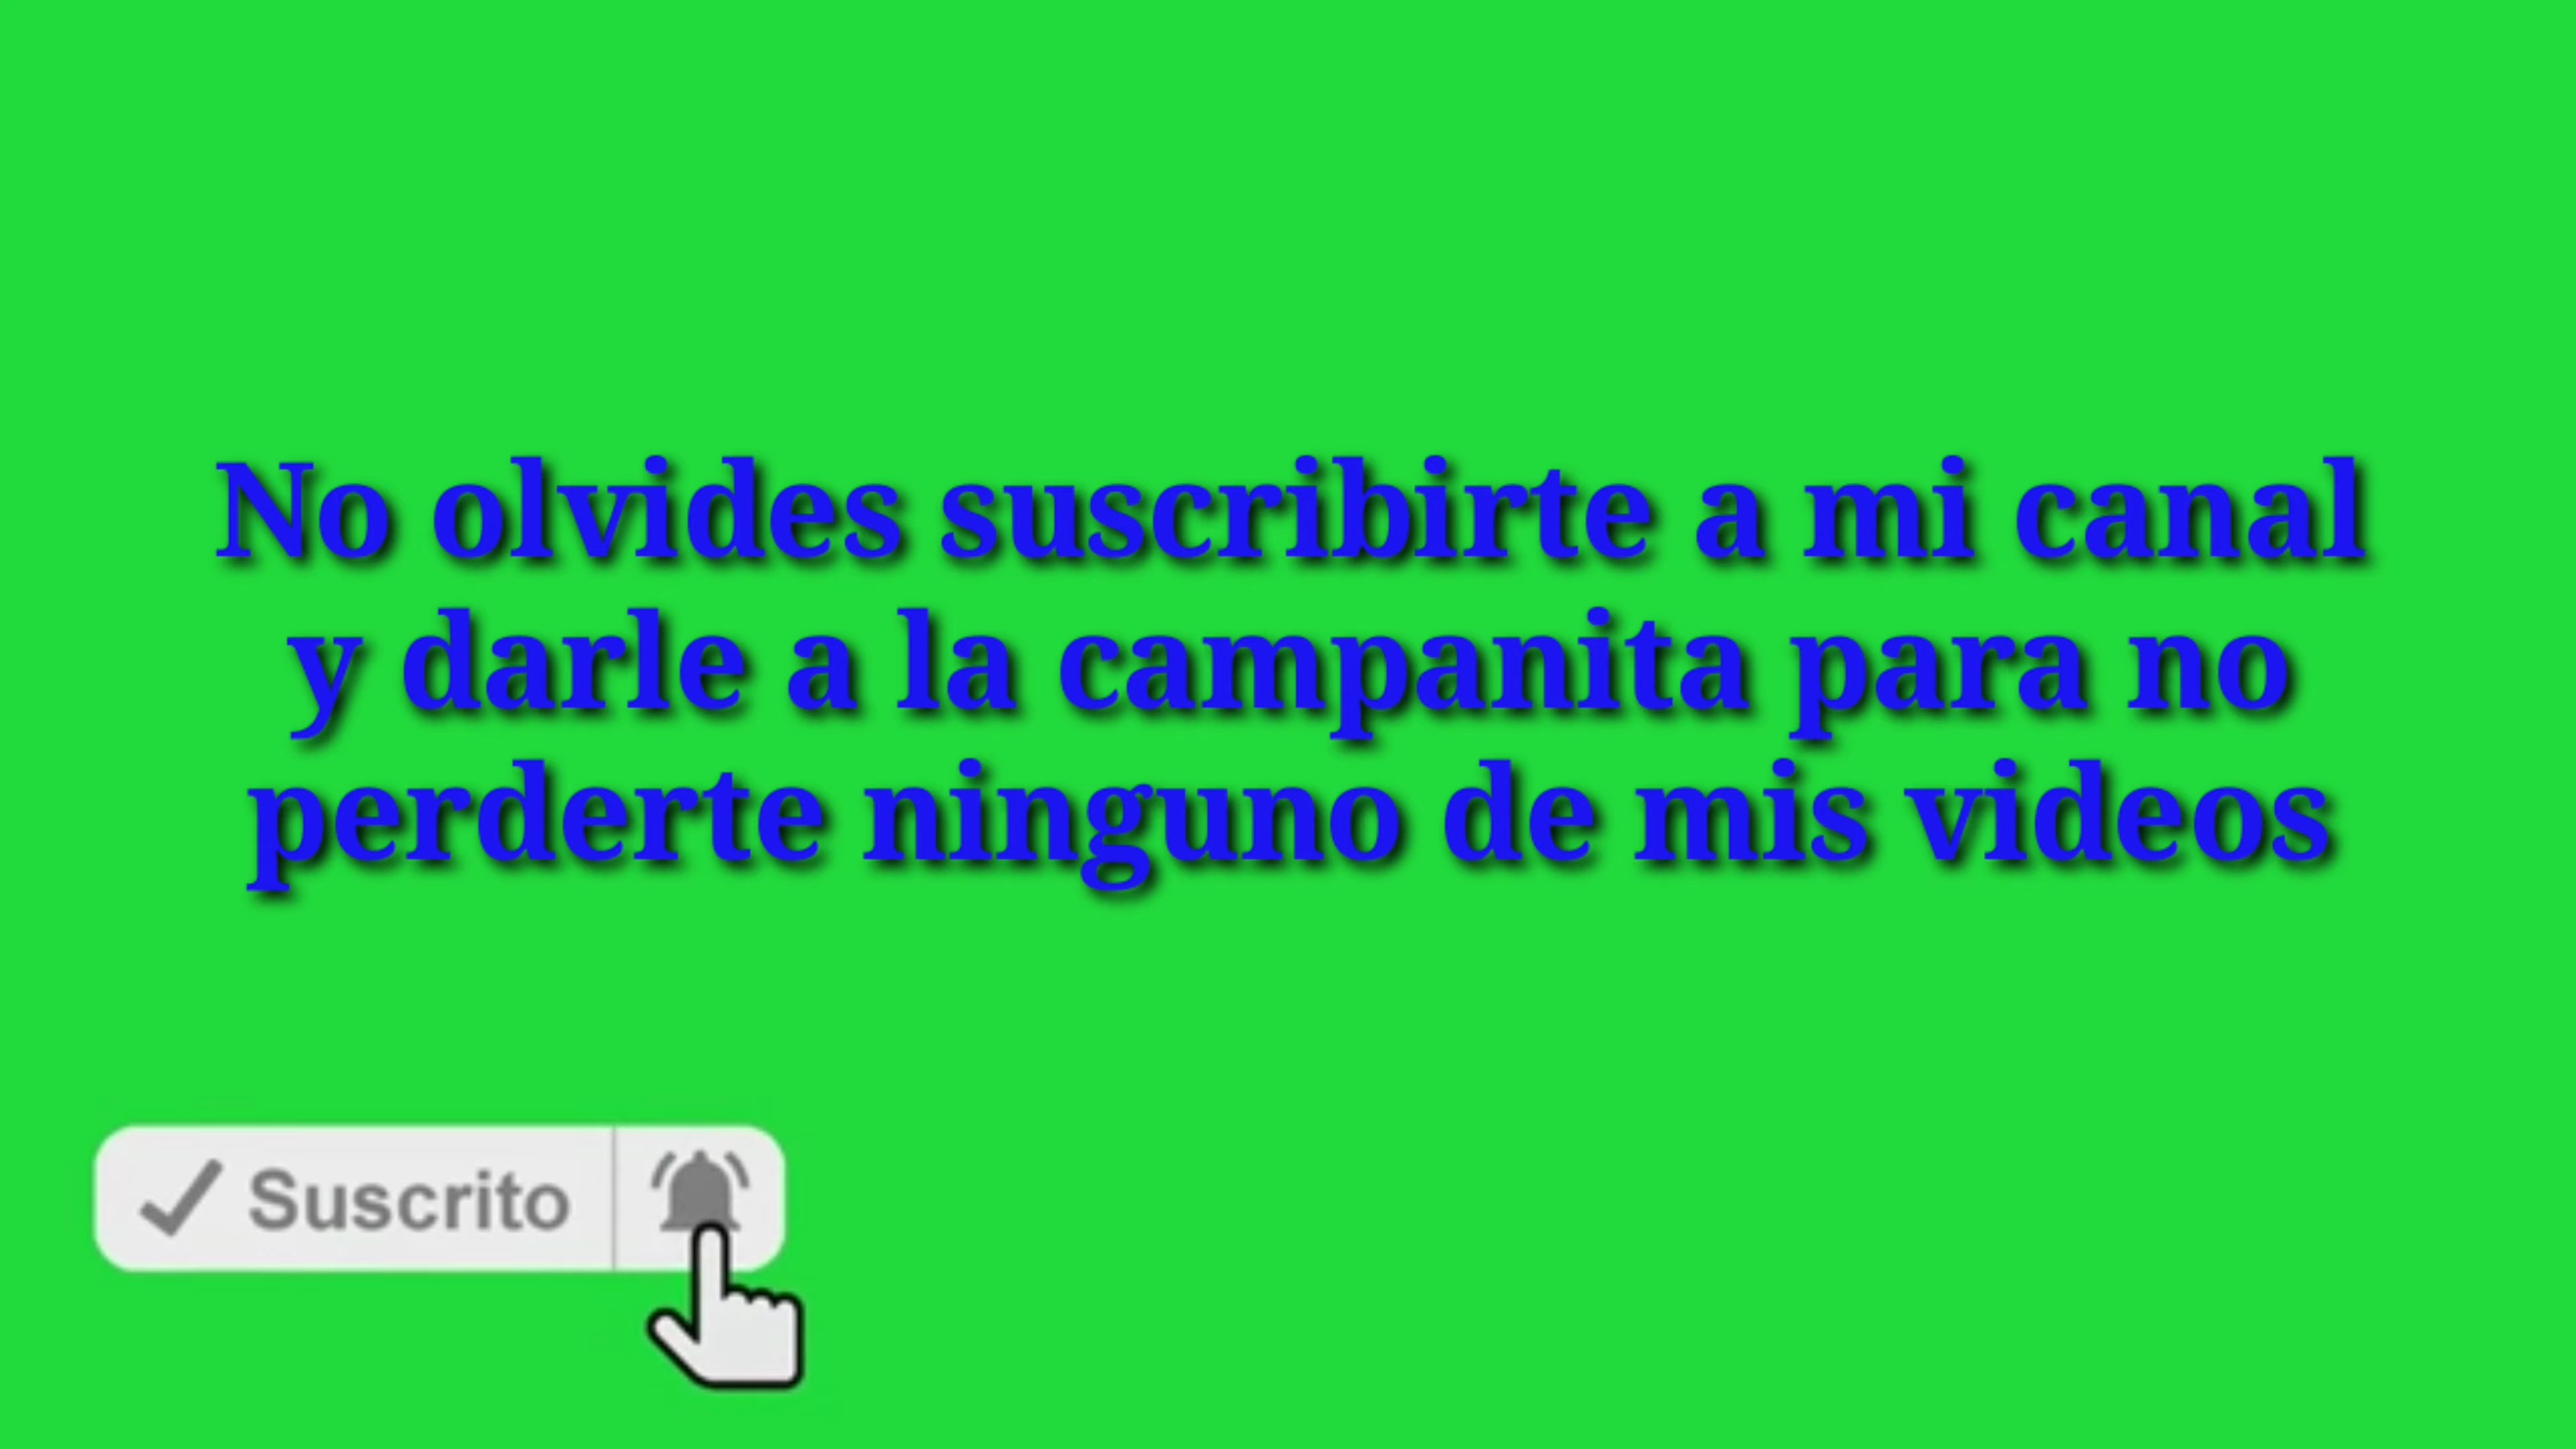 No olvides suscribirte a mi canal
y darle a la campanita para no
perderte ninguno de mis videos
Suscrito